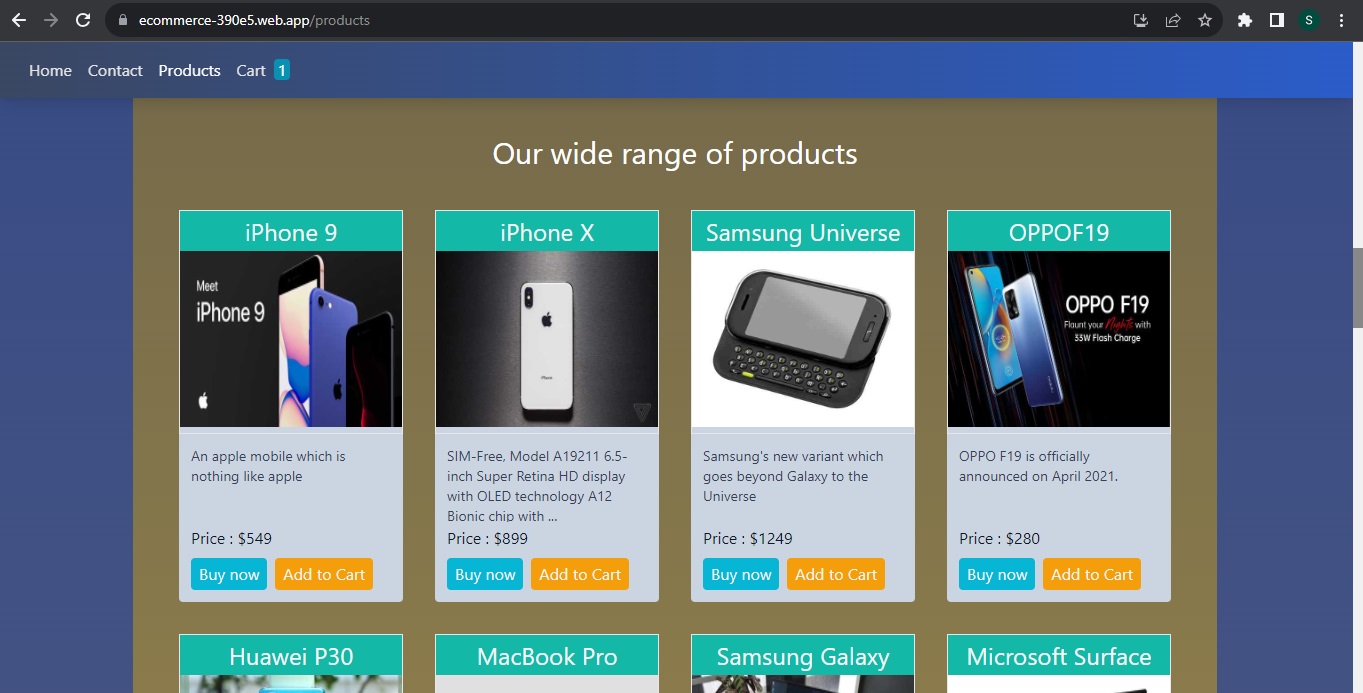 ecommerce-390e5.web.app/products
S
Home Contact Products Cart 1
Our wide range of products
iPhone 9
Meet
iPhone 9
An apple mobile which is
nothing like apple
Price : $549
Buy now Add to Cart
iPhone X
iPhone
SIM-Free, Model A19211 6.5-
inch Super Retina HD display
with OLED technology A12
Bionic chip with ...
Price : $899
Buy now Add to Cart
Samsung Universe
Samsung's new variant which
goes beyond Galaxy to the
Universe
Price : $1249
Buy now Add to Cart
OPPOF19
OPPO F19
Flaunt your Nights with
33W Flash Charge
OPPO F19 is officially
announced on April 2021.
Price : $280
Buy now Add to Cart
Huawei P30
MacBook Pro
Samsung Galaxy
Microsoft Surface